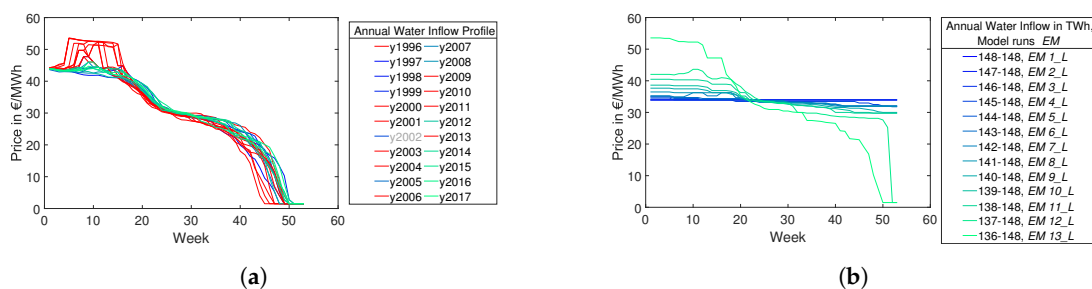 60
50
40
30
20
10
0
0 10 20 30 40 50 60
Price in €/MWh
Week
Annual Water Inflow Profile
y1996 y2007
y1997 y2008
y1998 y2009
y1999 y2010
y2000 y2011
y2001 y2012
y2002 y2013
y2003 y2014
y2004 y2015
y2005 y2016
y2006 y2017
(a)
60
50
40
30
20
10
0
0 10 20 30 40 50 60
Price in €/MWh
Week
Annual Water Inflow in TWh,
Model runs EM
148-148, EM 1_L
147-148, EM 2_L
146-148, EM 3_L
145-148, EM 4_L
144-148, EM 5_L
143-148, EM 6_L
142-148, EM 7_L
141-148, EM 8_L
140-148, EM 9_L
139-148, EM 10_L
138-148, EM 11_L
137-148, EM 12_L
136-148, EM 13_L
(b)